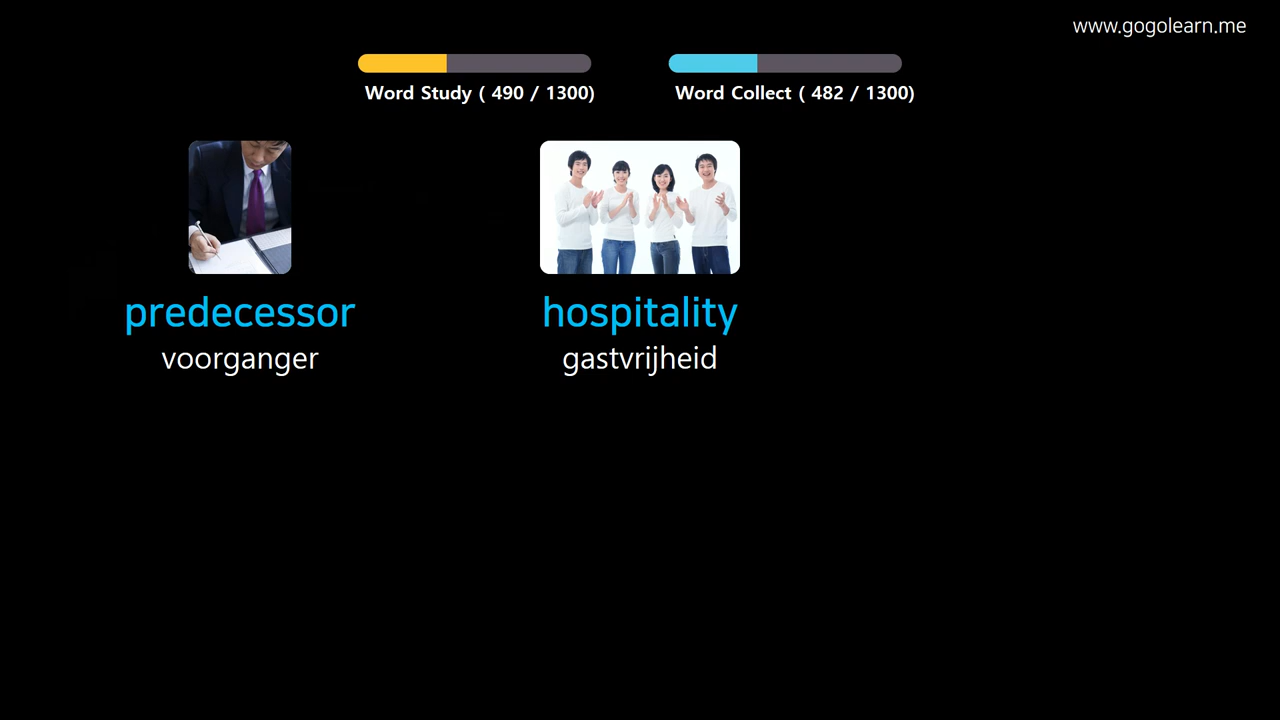 www.gogolearn.me
Word Study ( 490 / 1300)
Word Collect ( 482 / 1300)
predecessor
voorganger
hospitality
gastvrijheid